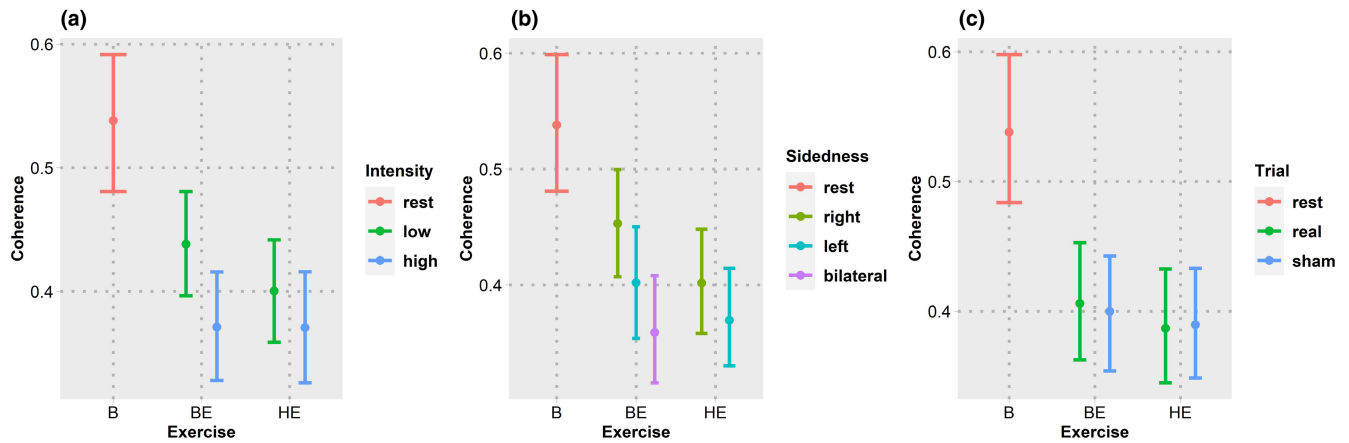 (a)
0.6
0.5
0.4
Coherence
B
BE
HE
Exercise
Intensity
rest
low
high
(b)
0.6
0.5
0.4
Coherence
B
BE
HE
Exercise
Sidedness
rest
right
left
bilateral
(c)
0.6
0.5
0.4
Coherence
B
BE
HE
Exercise
Trial
rest
real
sham